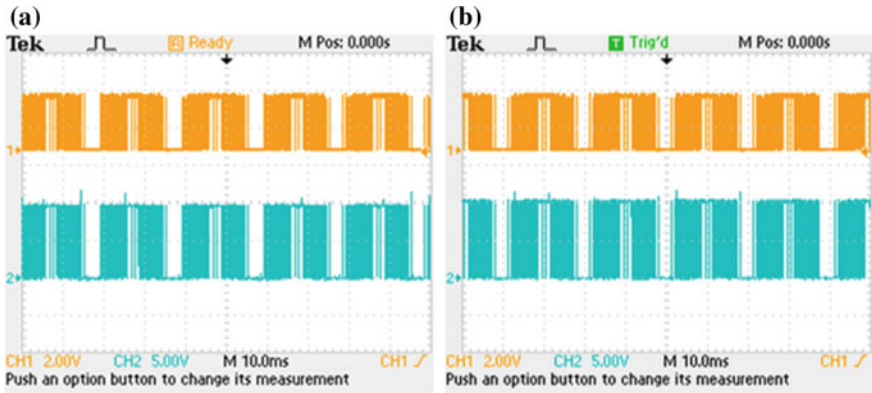 (a)
Tek R Ready M Pos: 0.000s
1
2
CH1 2.00V CH2 5.00V M 10.0ms CH1
Push an option button to change its measurement
(b)
Tek T Trig'd M Pos: 0.000s
1
2
CH1 2.00V CH2 5.00V M 10.0ms CH1
Push an option button to change its measurement